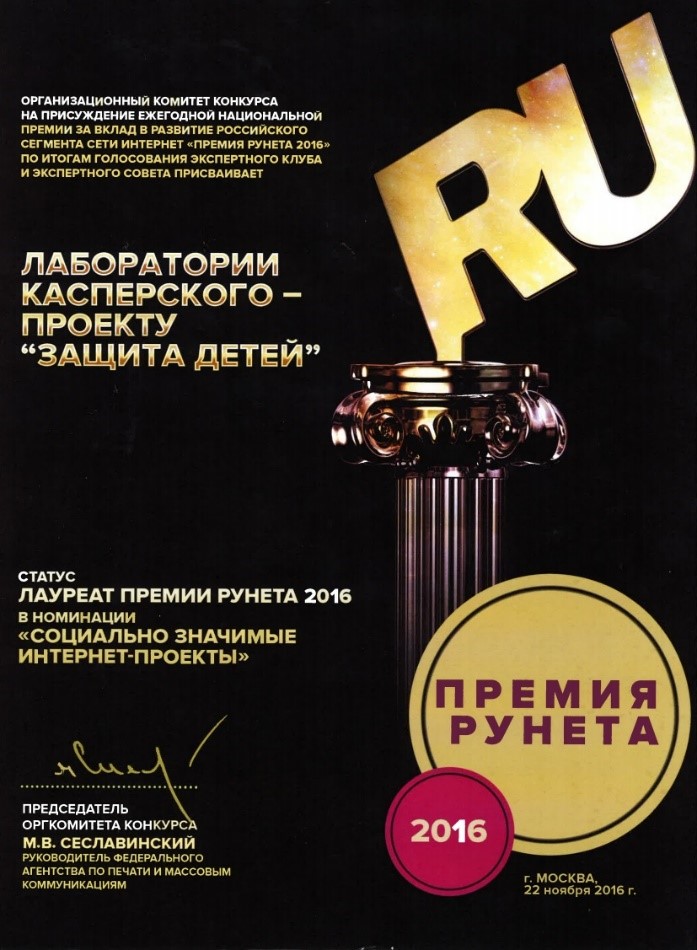 RU
ОРГАНИЗАЦИОННЫЙ КОМИТЕТ КОНКУРСА
НА ПРИСУЖДЕНИЕ ЕЖЕГОДНОЙ НАЦИОНАЛЬНОЙ
ПРЕМИИ ЗА ВКЛАД В РАЗВИТИЕ РОССИЙСКОГО
СЕГМЕНТА СЕТИ ИНТЕРНЕТ «ПРЕМИЯ РУНЕТА 2016»
ПО ИТОГАМ ГОЛОСОВАНИЯ ЭКСПЕРТНОГО КЛУБА
И ЭКСПЕРТНОГО СОВЕТА ПРИСВАИВАЕТ
ЛАБОРАТОРИИ
КАСПЕРСКОГО –
ПРОЕКТУ
“ЗАЩИТА ДЕТЕЙ”
СТАТУС
ЛАУРЕАТ ПРЕМИИ РУНЕТА 2016
В НОМИНАЦИИ
«СОЦИАЛЬНО ЗНАЧИМЫЕ
ИНТЕРНЕТ-ПРОЕКТЫ»
ПРЕМИЯ
РУНЕТА
2016
ПРЕДСЕДАТЕЛЬ
ОРГКОМИТЕТА КОНКУРСА
М.В. СЕСЛАВИНСКИЙ
РУКОВОДИТЕЛЬ ФЕДЕРАЛЬНОГО
АГЕНТСТВА ПО ПЕЧАТИ И МАССОВЫМ
КОММУНИКАЦИЯМ
г. МОСКВА,
22 ноября 2016 г.